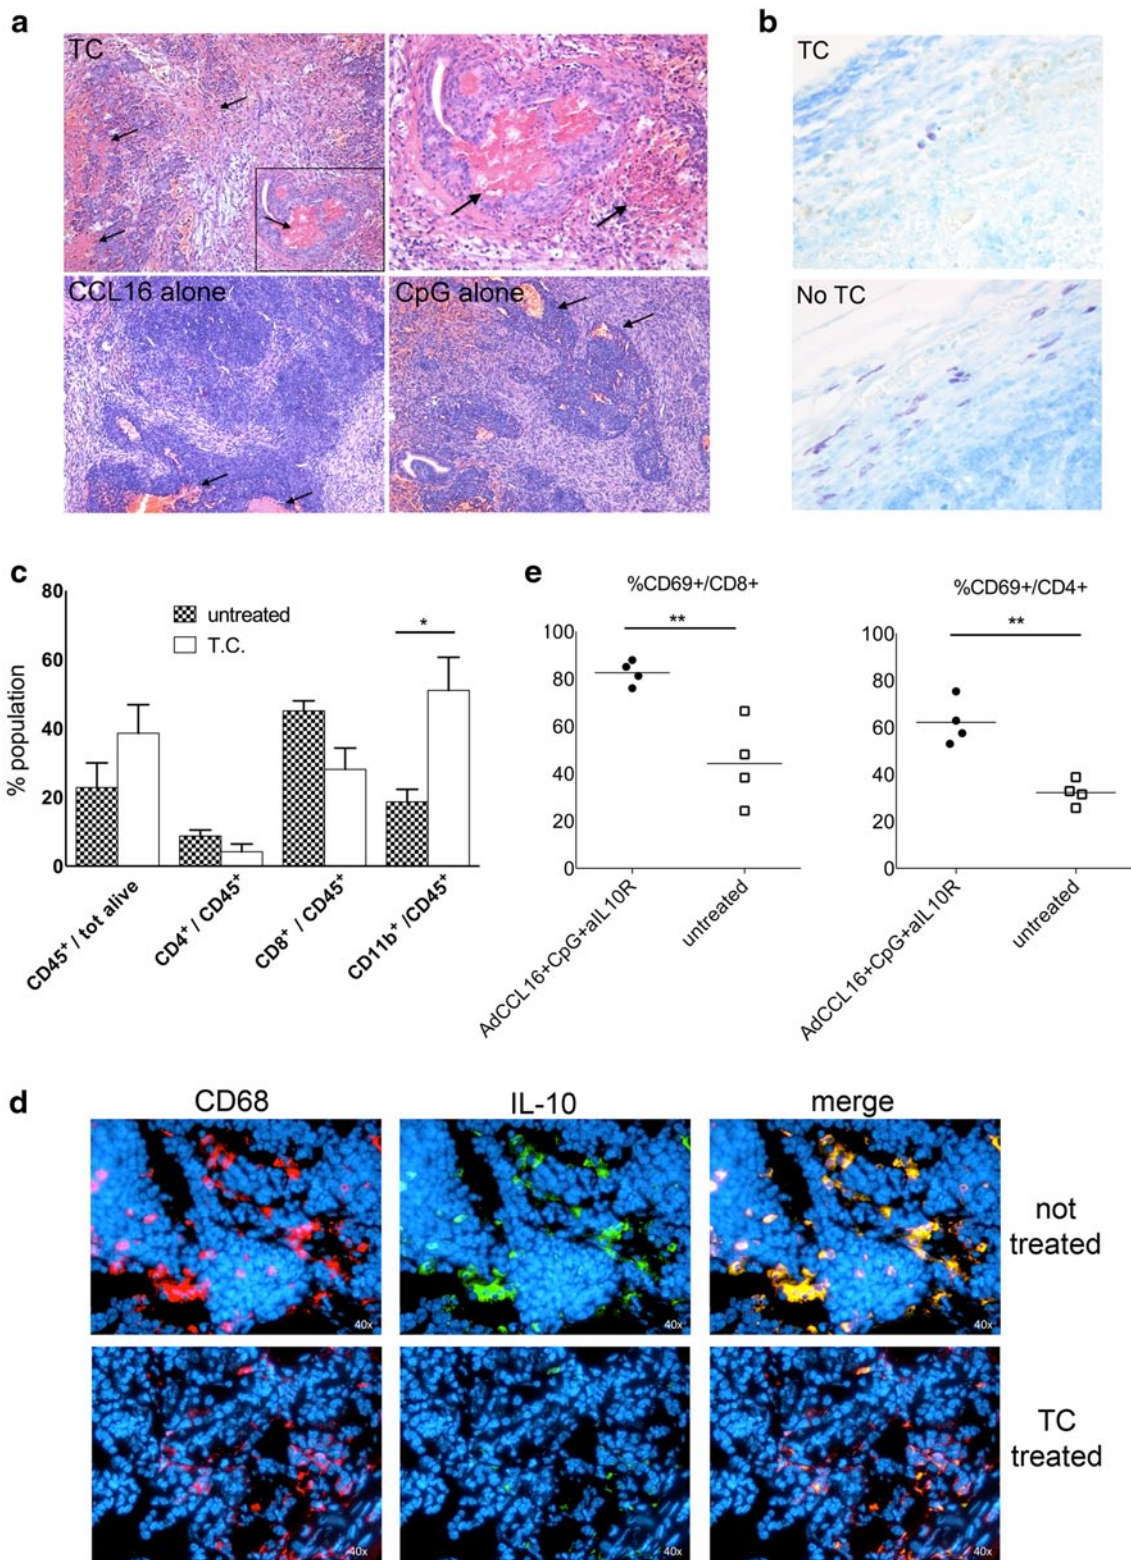 a
TC
CCL16 alone
CpG alone
b
TC
No TC
c
80
60
40
20
0
% population
untreated
T.C.
*
CD45+ / tot alive
CD4+ / CD45+
CD8+ / CD45+
CD11b+ /CD45+
e
%CD69+/CD8+
**
100
80
60
40
20
0
AdCCL16+CpG+aIL10R
untreated
%CD69+/CD4+
**
100
80
60
40
20
0
AdCCL16+CpG+aIL10R
untreated
d
CD68
IL-10
merge
40x
40x
40x
not
treated
40x
40x
40x
TC
treated